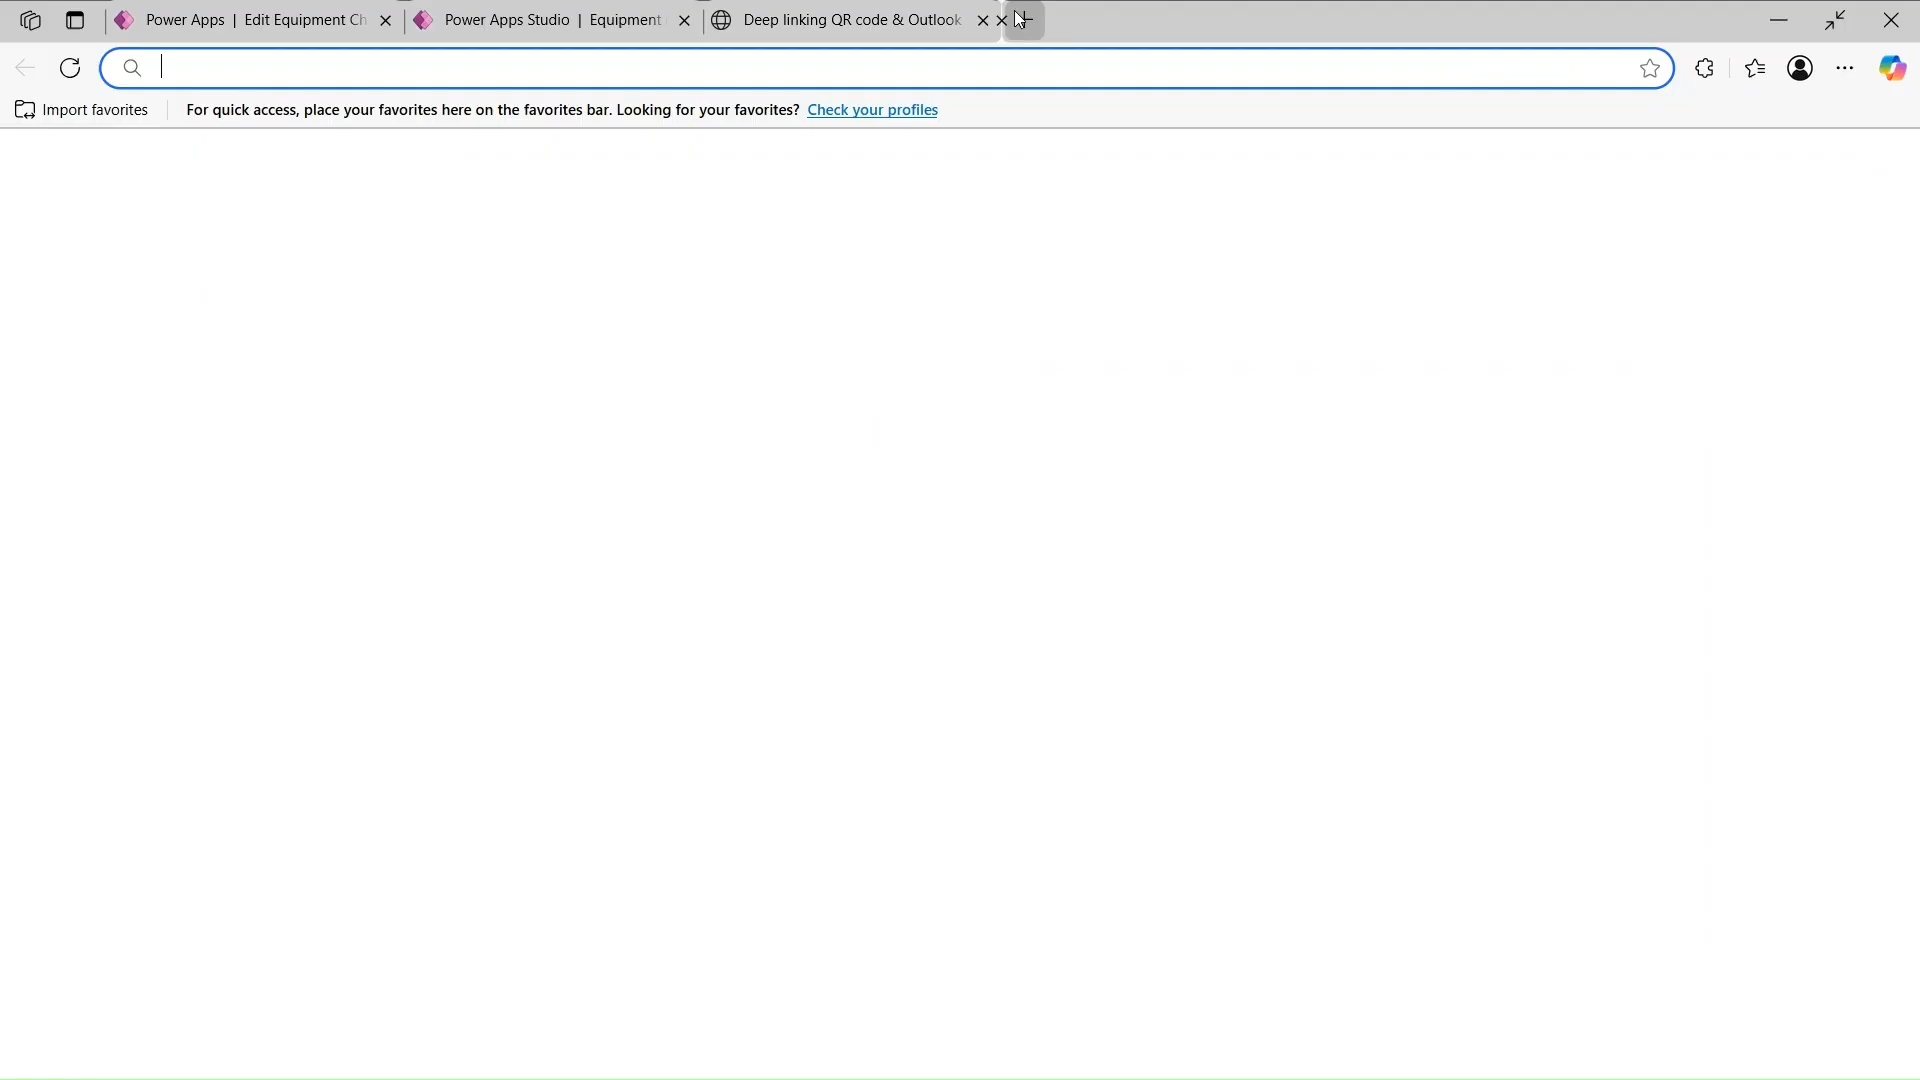 Power Apps | Edit Equipment Ch
Power Apps Studio | Equipment
Deep linking QR code & Outlook
Import favorites
For quick access, place your favorites here on the favorites bar. Looking for your favorites? Check your profiles